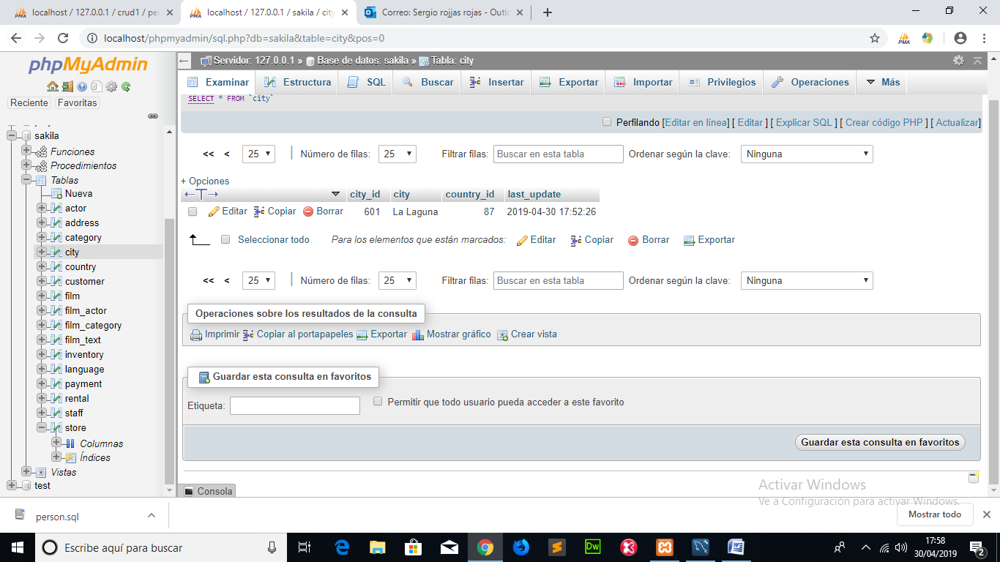 localhost / 127.0.0.1 / crud1 / per
localhost / 127.0.0.1 / sakila / city
Correo: Sergio rojjas rojas - Outlo
localhost/phpmyadmin/sql.php?db=sakila&table=city&pos=0
PMA
phpMyAdmin
Reciente Favoritas
sakila
Funciones
Procedimientos
Tablas
Nueva
actor
address
category
city
country
customer
film
film_actor
film_category
film_text
inventory
language
payment
rental
staff
store
Columnas
Índices
Vistas
test
Servidor: 127.0.0.1 » Base de datos: sakila » Tabla: city
Examinar Estructura SQL Buscar Insertar Exportar Importar Privilegios Operaciones Más
SELECT * FROM `city`
Perfilando [Editar en línea] [ Editar ] [ Explicar SQL ] [ Crear código PHP ] [ Actualizar]
<< < 25 Número de filas: 25 Filtrar filas: Buscar en esta tabla Ordenar según la clave: Ninguna
+ Opciones
city_id city country_id last_update
Editar Copiar Borrar 601 La Laguna 87 2019-04-30 17:52:26
Seleccionar todo Para los elementos que están marcados: Editar Copiar Borrar Exportar
<< < 25 Número de filas: 25 Filtrar filas: Buscar en esta tabla Ordenar según la clave: Ninguna
Operaciones sobre los resultados de la consulta
Imprimir Copiar al portapapeles Exportar Mostrar gráfico Crear vista
Guardar esta consulta en favoritos
Etiqueta: Permitir que todo usuario pueda acceder a este favorito
Guardar esta consulta en favoritos
Consola
Activar Windows
Ve a Configuración para activar Windows.
person.sql
Mostrar todo
Escribe aquí para buscar
Dw
17:58
30/04/2019
2